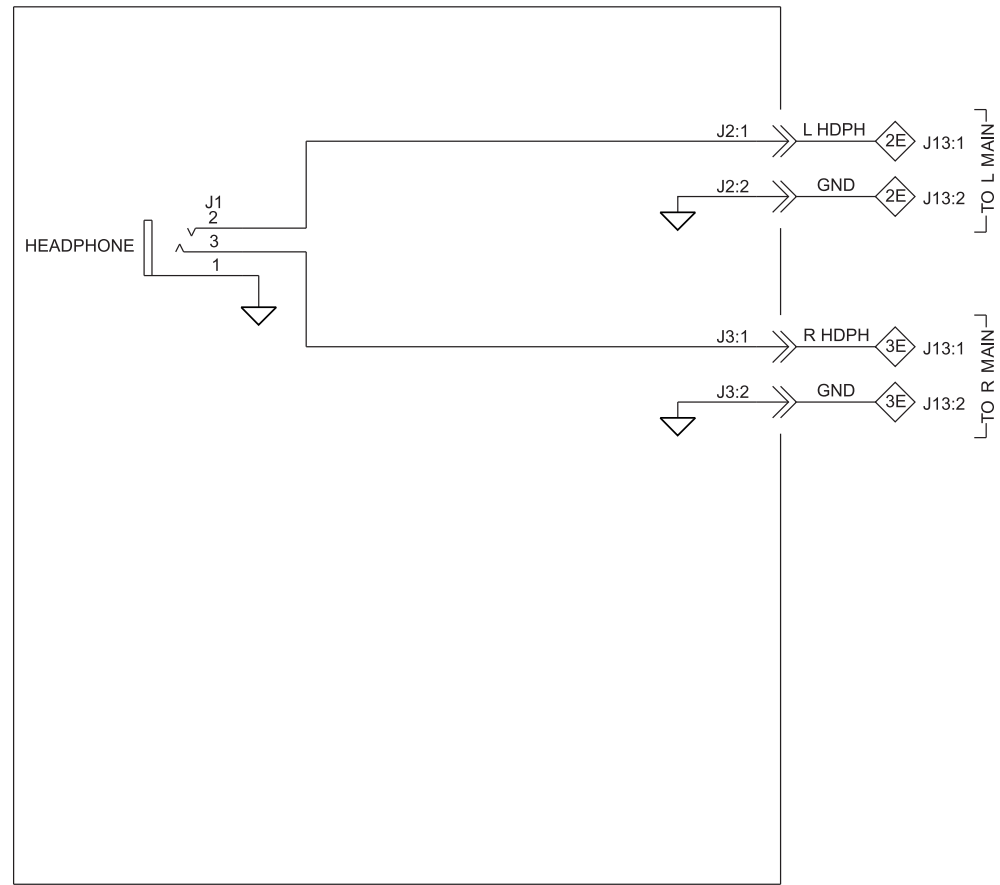 J2:1 L HDPH 2E J13:1
J2:2 GND 2E J13:2
TO L MAIN
J1
2
HEADPHONE
3
1
J3:1 R HDPH 3E J13:1
J3:2 GND 3E J13:2
TO R MAIN